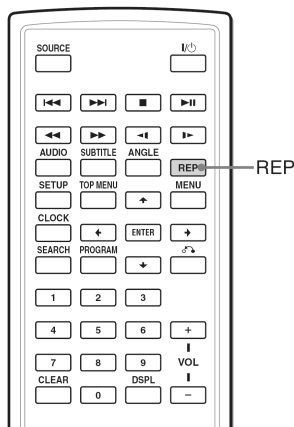 SOURCE I/⏻
AUDIO SUBTITLE ANGLE
REP REP
SETUP TOP MENU MENU
CLOCK
ENTER
SEARCH PROGRAM
1 2 3
4 5 6 +
7 8 9 VOL
CLEAR DSPL
0 −